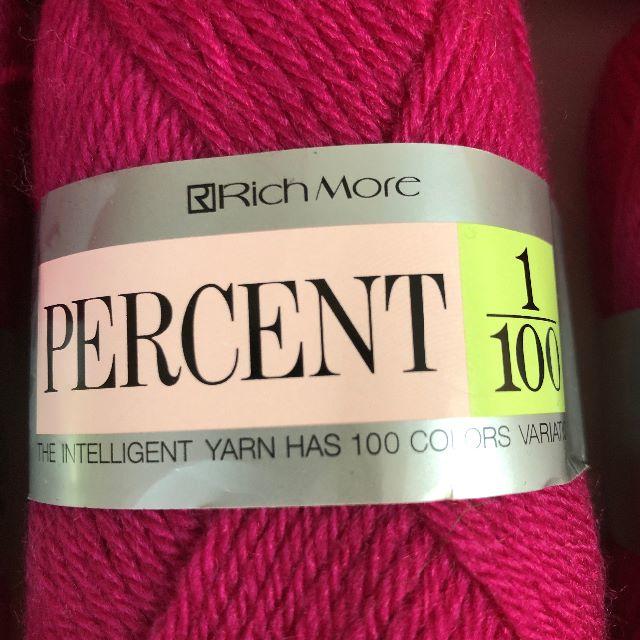 Rich More
PERCENT
1
100
THE INTELLIGENT YARN HAS 100 COLORS